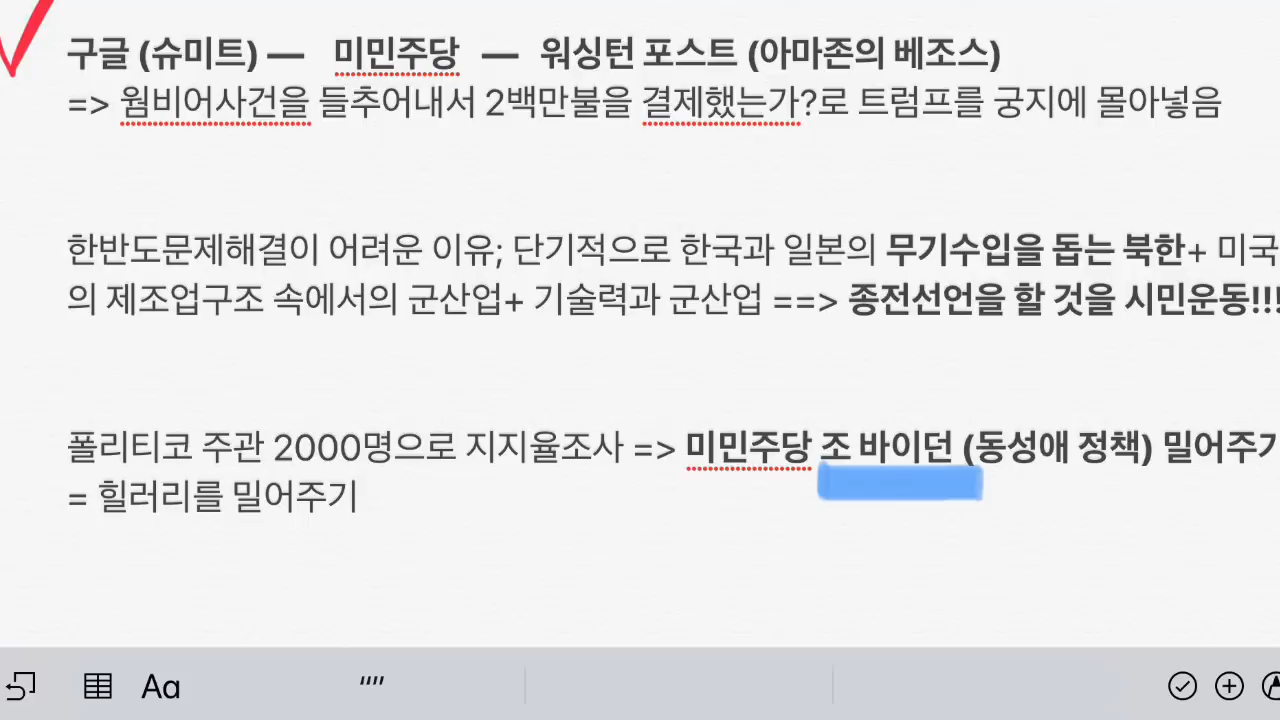 구글 (슈미트) — 미민주당 — 워싱턴 포스트 (아마존의 베조스)
=> 웜비어사건을 들추어내서 2백만불을 결제했는가?로 트럼프를 궁지에 몰아넣음
한반도문제해결이 어려운 이유; 단기적으로 한국과 일본의 무기수입을 돕는 북한+ 미국
의 제조업구조 속에서의 군산업+ 기술력과 군산업 ==> 종전선언을 할 것을 시민운동!!!
폴리티코 주관 2000명으로 지지율조사 => 미민주당 조 바이던 (동성애 정책) 밀어주기
= 힐러리를 밀어주기
Aa
""